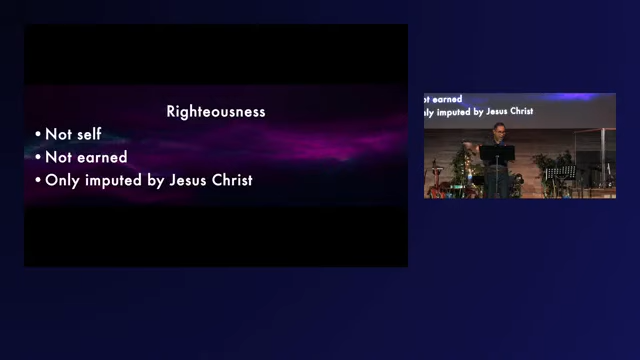 Righteousness
• Not self
• Not earned
• Only imputed by Jesus Christ
ot earned
nly imputed by Jesus Christ